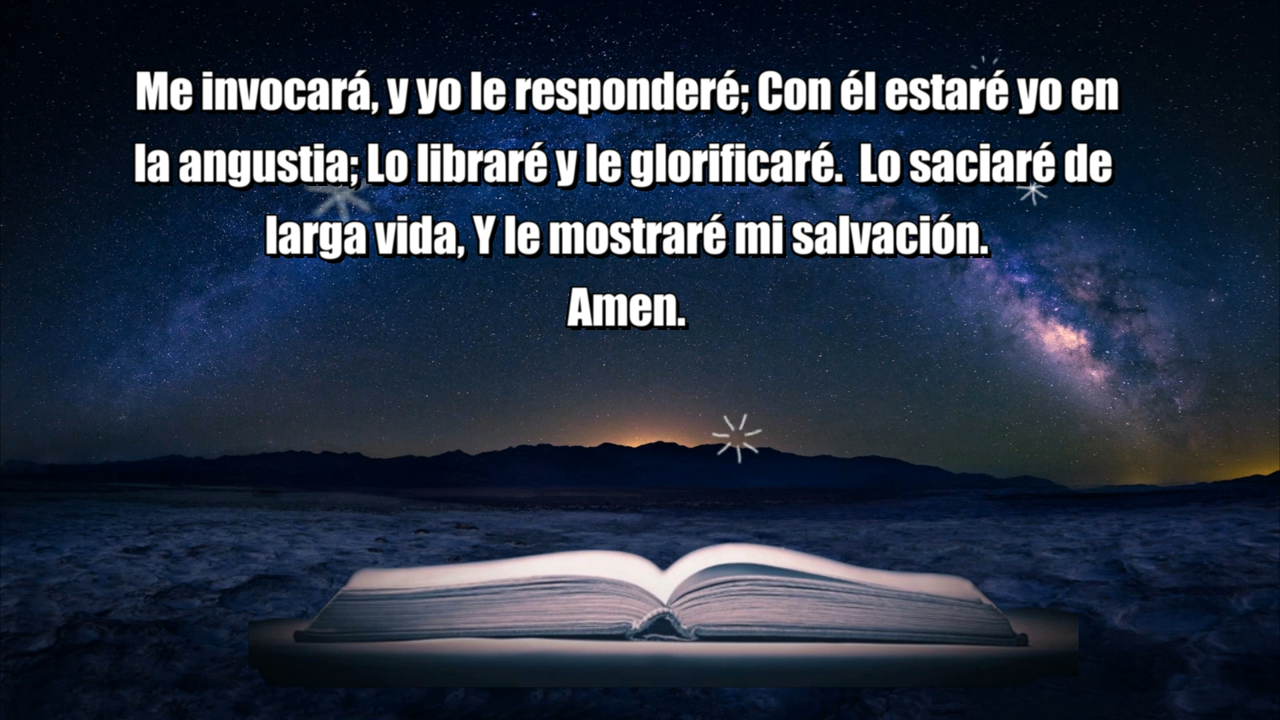 Me invocará, y yo le responderé; Con él estaré yo en
la angustia; Lo libraré y le glorificaré.  Lo saciaré de
larga vida, Y le mostraré mi salvación.
Amen.